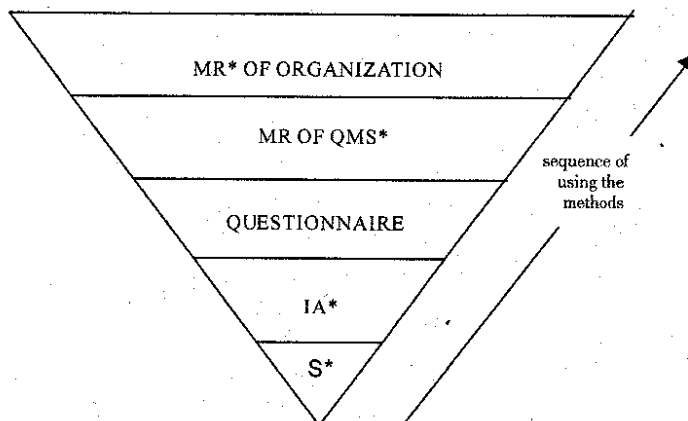 MR* OF ORGANIZATION
MR OF QMS*
sequence of
using the
methods
QUESTIONNAIRE
IA*
S*